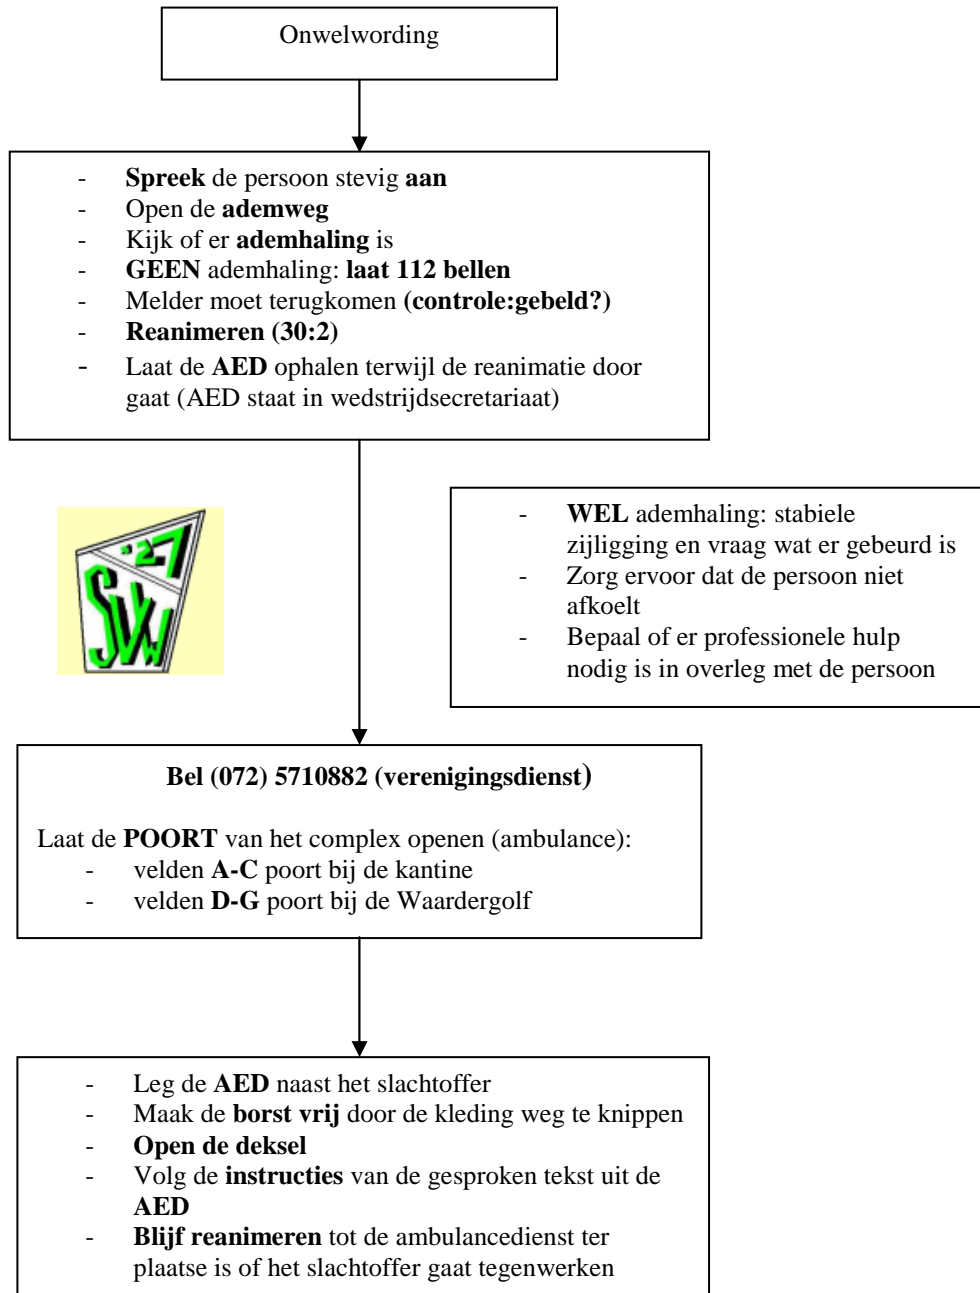 Onwelwording
- Spreek de persoon stevig aan
- Open de ademweg
- Kijk of er ademhaling is
- GEEN ademhaling: laat 112 bellen
- Melder moet terugkomen (controle:gebeld?)
- Reanimeren (30:2)
- Laat de AED ophalen terwijl de reanimatie door
gaat (AED staat in wedstrijdsecretariaat)
'27
SVW
- WEL ademhaling: stabiele
zijligging en vraag wat er gebeurd is
- Zorg ervoor dat de persoon niet
afkoelt
- Bepaal of er professionele hulp
nodig is in overleg met de persoon
Bel (072) 5710882 (verenigingsdienst)
Laat de POORT van het complex openen (ambulance):
- velden A-C poort bij de kantine
- velden D-G poort bij de Waardergolf
- Leg de AED naast het slachtoffer
- Maak de borst vrij door de kleding weg te knippen
- Open de deksel
- Volg de instructies van de gesproken tekst uit de
AED
- Blijf reanimeren tot de ambulancedienst ter
plaatse is of het slachtoffer gaat tegenwerken